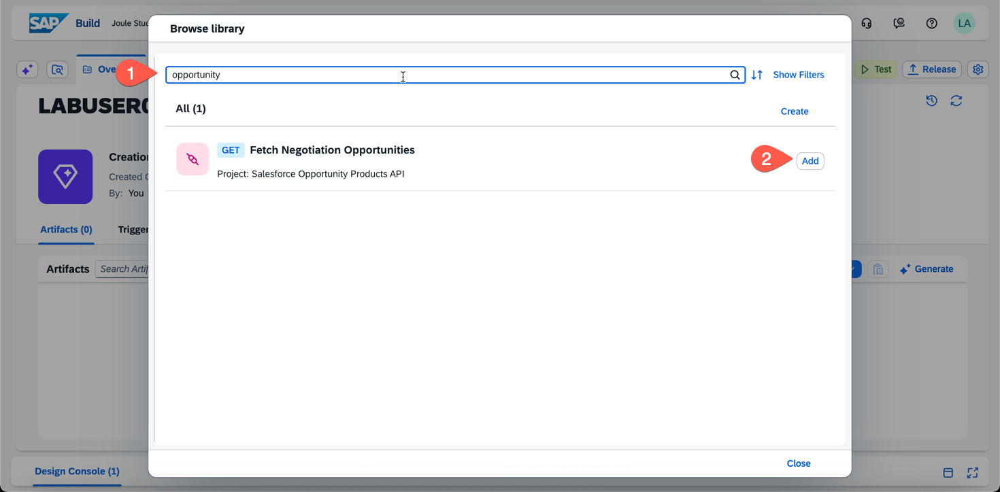 SAP Build Joule Stud
LA
Browse library
Ove
1
opportunity
Show Filters
Test
Release
LABUSER0
All (1)
Create
GET Fetch Negotiation Opportunities
Project: Salesforce Opportunity Products API
2
Add
Creation
Created
By: You
Artifacts (0)
Trigger
Artifacts
Search Artif
Generate
Close
Design Console (1)